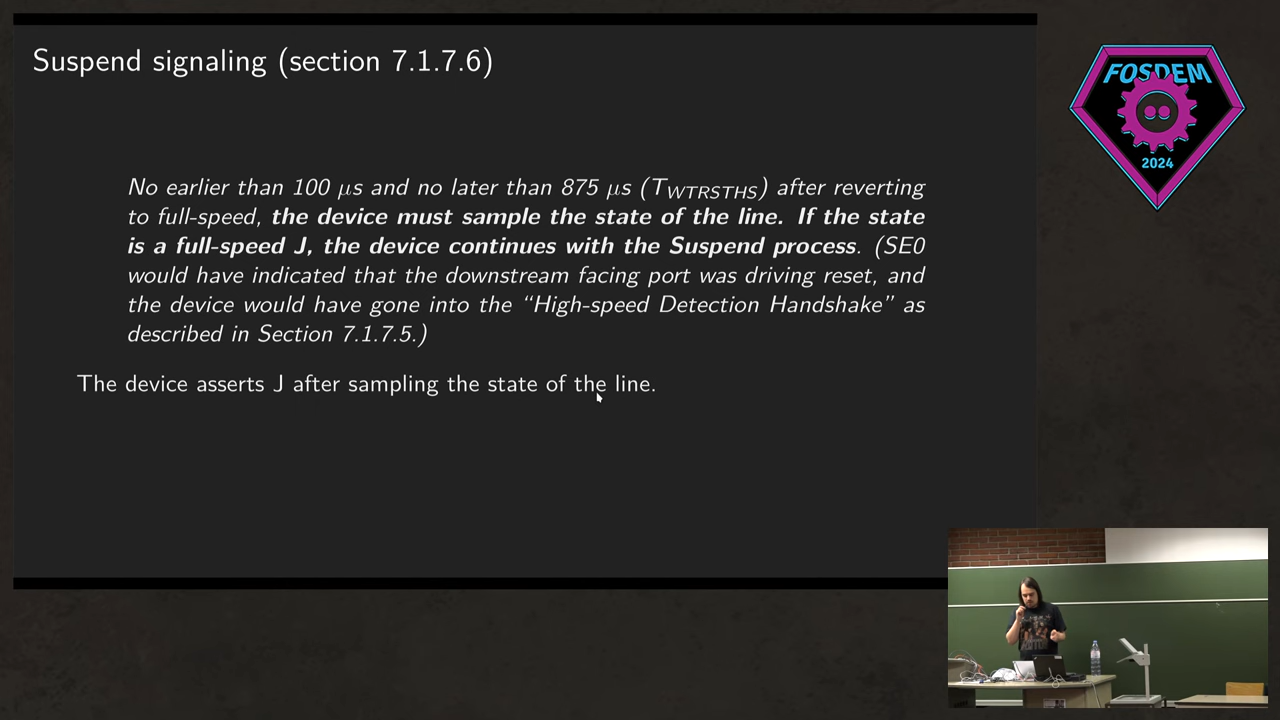 Suspend signaling (section 7.1.7.6)
No earlier than 100 μs and no later than 875 μs (T_WTRSTHS) after reverting
to full-speed, the device must sample the state of the line. If the state
is a full-speed J, the device continues with the Suspend process. (SE0
would have indicated that the downstream facing port was driving reset, and
the device would have gone into the “High-speed Detection Handshake” as
described in Section 7.1.7.5.)
The device asserts J after sampling the state of the line.
FOSDEM
2024